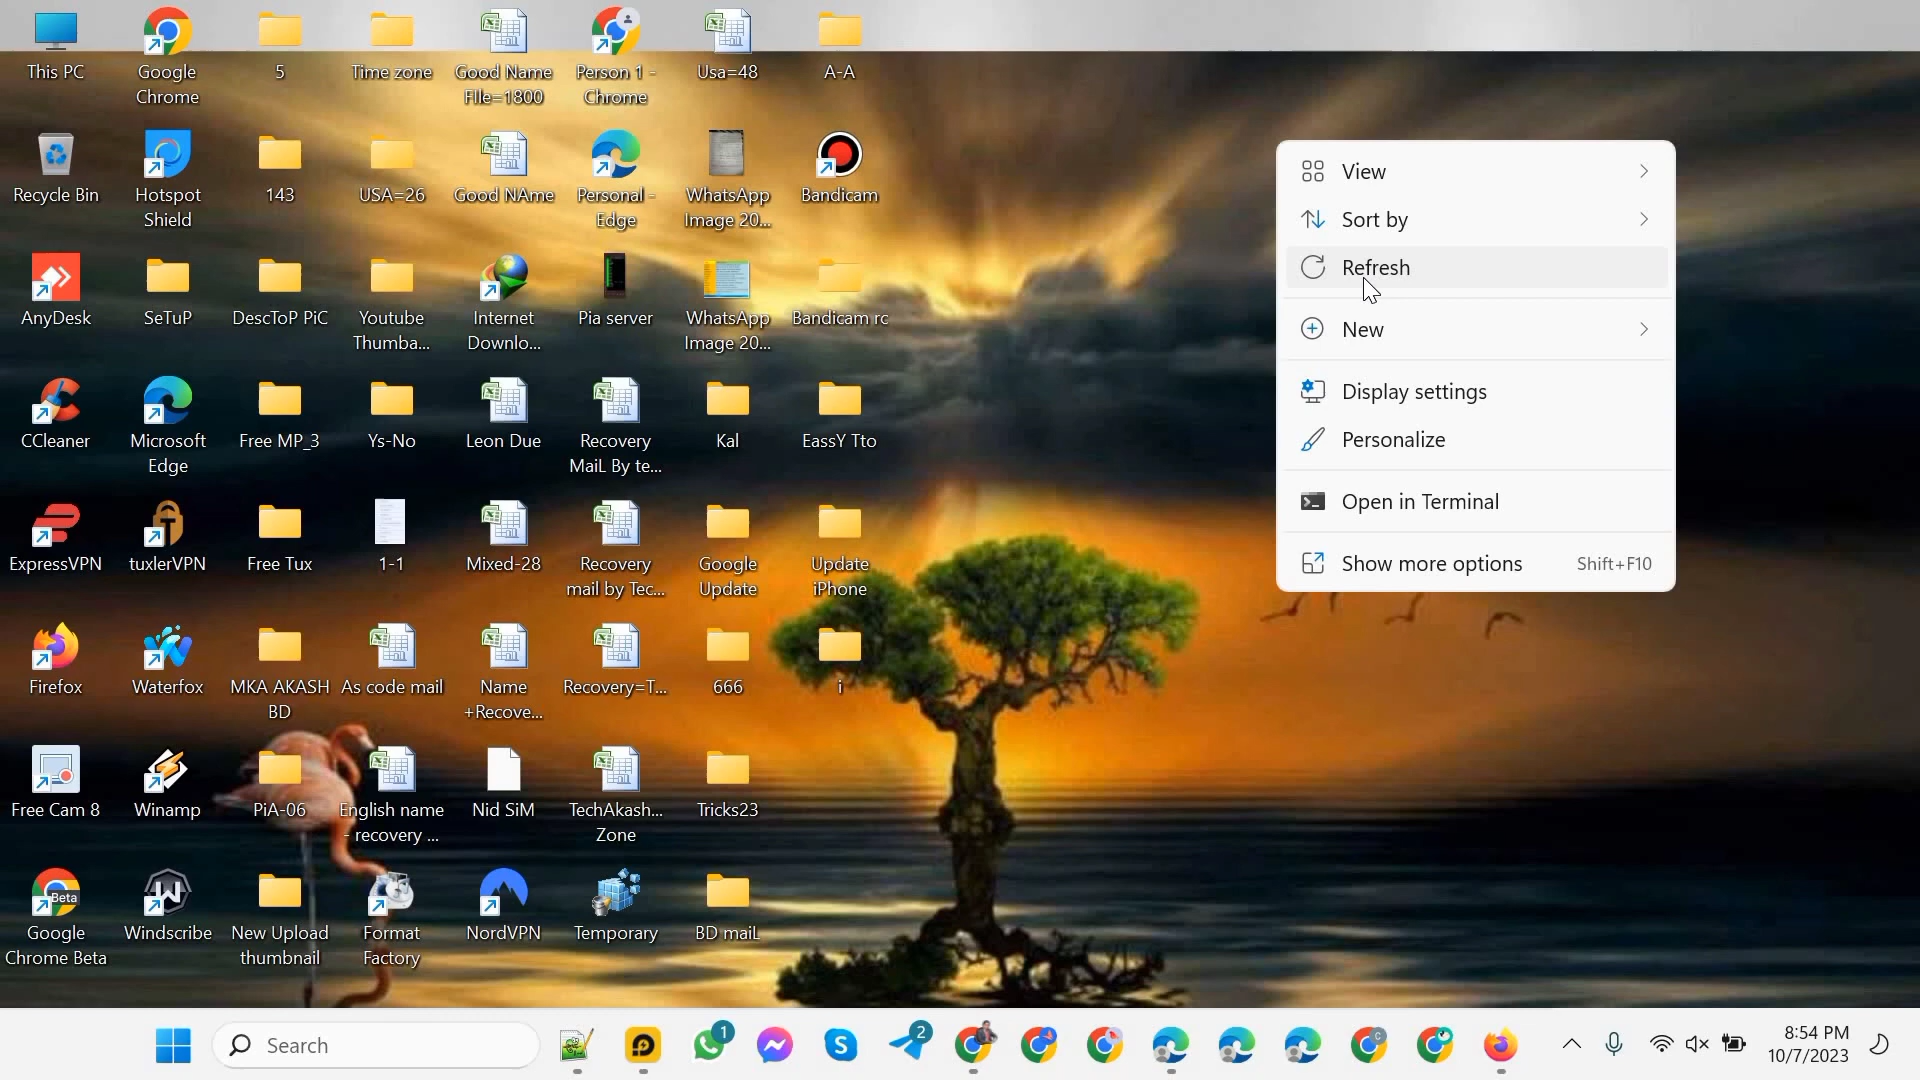 This PC
Google
Chrome
5
Time zone
Good Name
FIle=1800
Person 1 -
Chrome
Usa=48
A-A
Recycle Bin
Hotspot
Shield
143
USA=26
Good NAme
Personal -
Edge
WhatsApp
Image 20...
Bandicam
AnyDesk
SeTuP
DescToP PiC
Youtube
Thumba...
Internet
Downlo...
Pia server
WhatsApp
Image 20...
Bandicam rc
CCleaner
Microsoft
Edge
Free MP_3
Ys-No
Leon Due
Recovery
MaiL By te...
Kal
EassY Tto
ExpressVPN
tuxlerVPN
Free Tux
1-1
Mixed-28
Recovery
mail by Tec...
Google
Update
Update
iPhone
Firefox
Waterfox
MKA AKASH
BD
As code mail
Name
+Recove...
Recovery=T...
666
i
Free Cam 8
Winamp
PiA-06
English name
- recovery ...
Nid SiM
TechAkash...
Zone
Tricks23
Beta
Google
Chrome Beta
Windscribe
New Upload
thumbnail
Format
Factory
NordVPN
Temporary
BD maiL
View
Sort by
Refresh
New
Display settings
Personalize
Open in Terminal
Show more options Shift+F10
Search
1
2
C
8:54 PM
10/7/2023